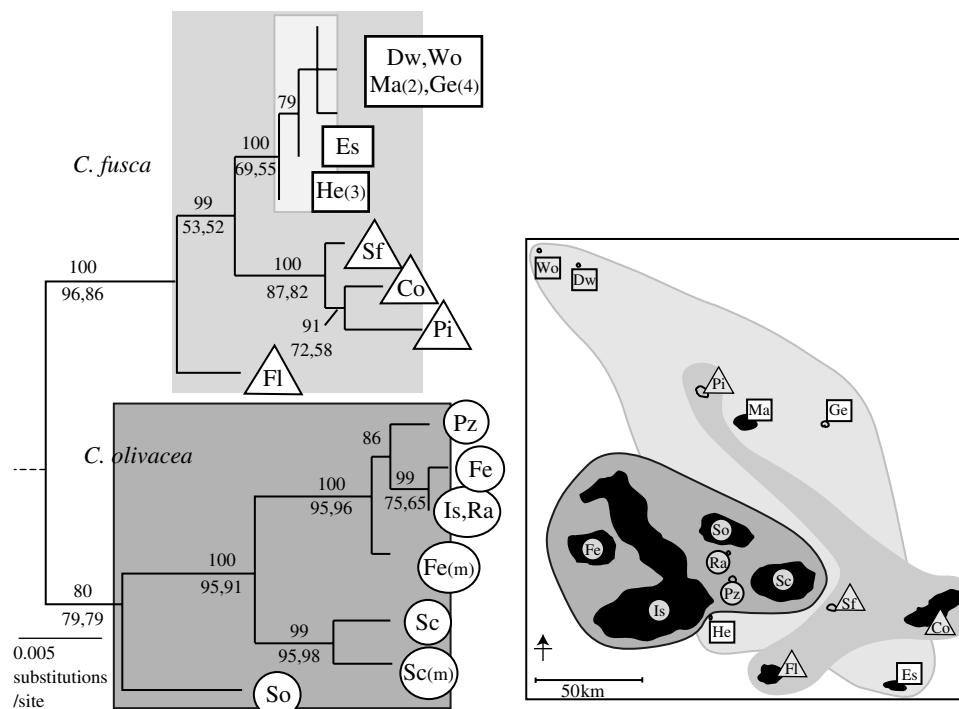 Dw,Wo
Ma(2),Ge(4)
79
Es
100
69,55
C. fusca
He(3)
99
53,52
Sf
100
87,82
Co
100
96,86
91
72,58
Pi
Fl
C. olivacea
Pz
86
Fe
99
75,65
100
95,96
Is,Ra
Fe(m)
100
95,91
80
79,79
Sc
99
95,98
Sc(m)
So
0.005
substitutions
/site
Wo
Dw
Pi
Ma
Ge
So
Fe
Ra
Sc
Pz
Is
Sf
He
Co
Fl
Es
50km